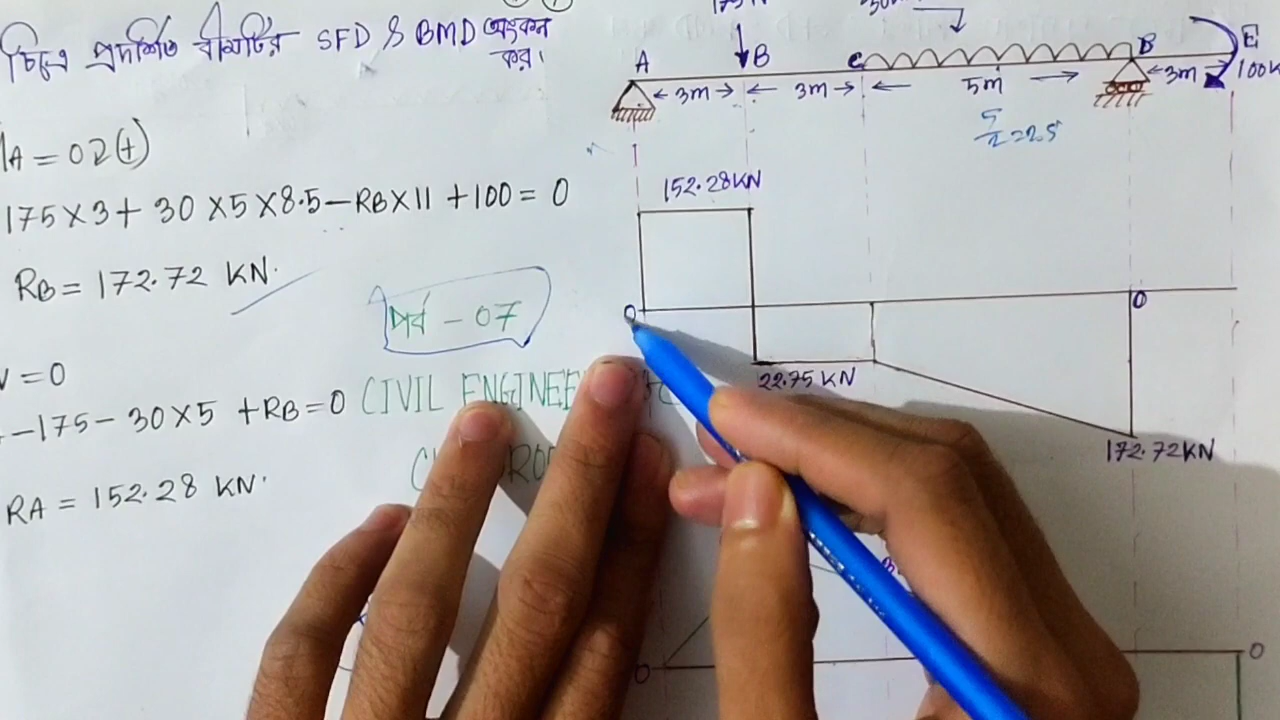 চিত্রে প্রদর্শিত বীমটির SFD & BMD অংকন
কর।
A = 0 2 (+)
175 X 3 + 30 X 5 X 8.5 - RB X 11 + 100 = 0
RB = 172.72 KN.
পর্ব - 07
V = 0
- 175 - 30 X 5 + RB = 0
CIVIL ENGINEE
RA = 152.28 KN.
A B C B E
3m 3m 5m 3m 100K
5/2 = 2.5
152.28KN
0 0
22.75 KN
172.72KN
0 0